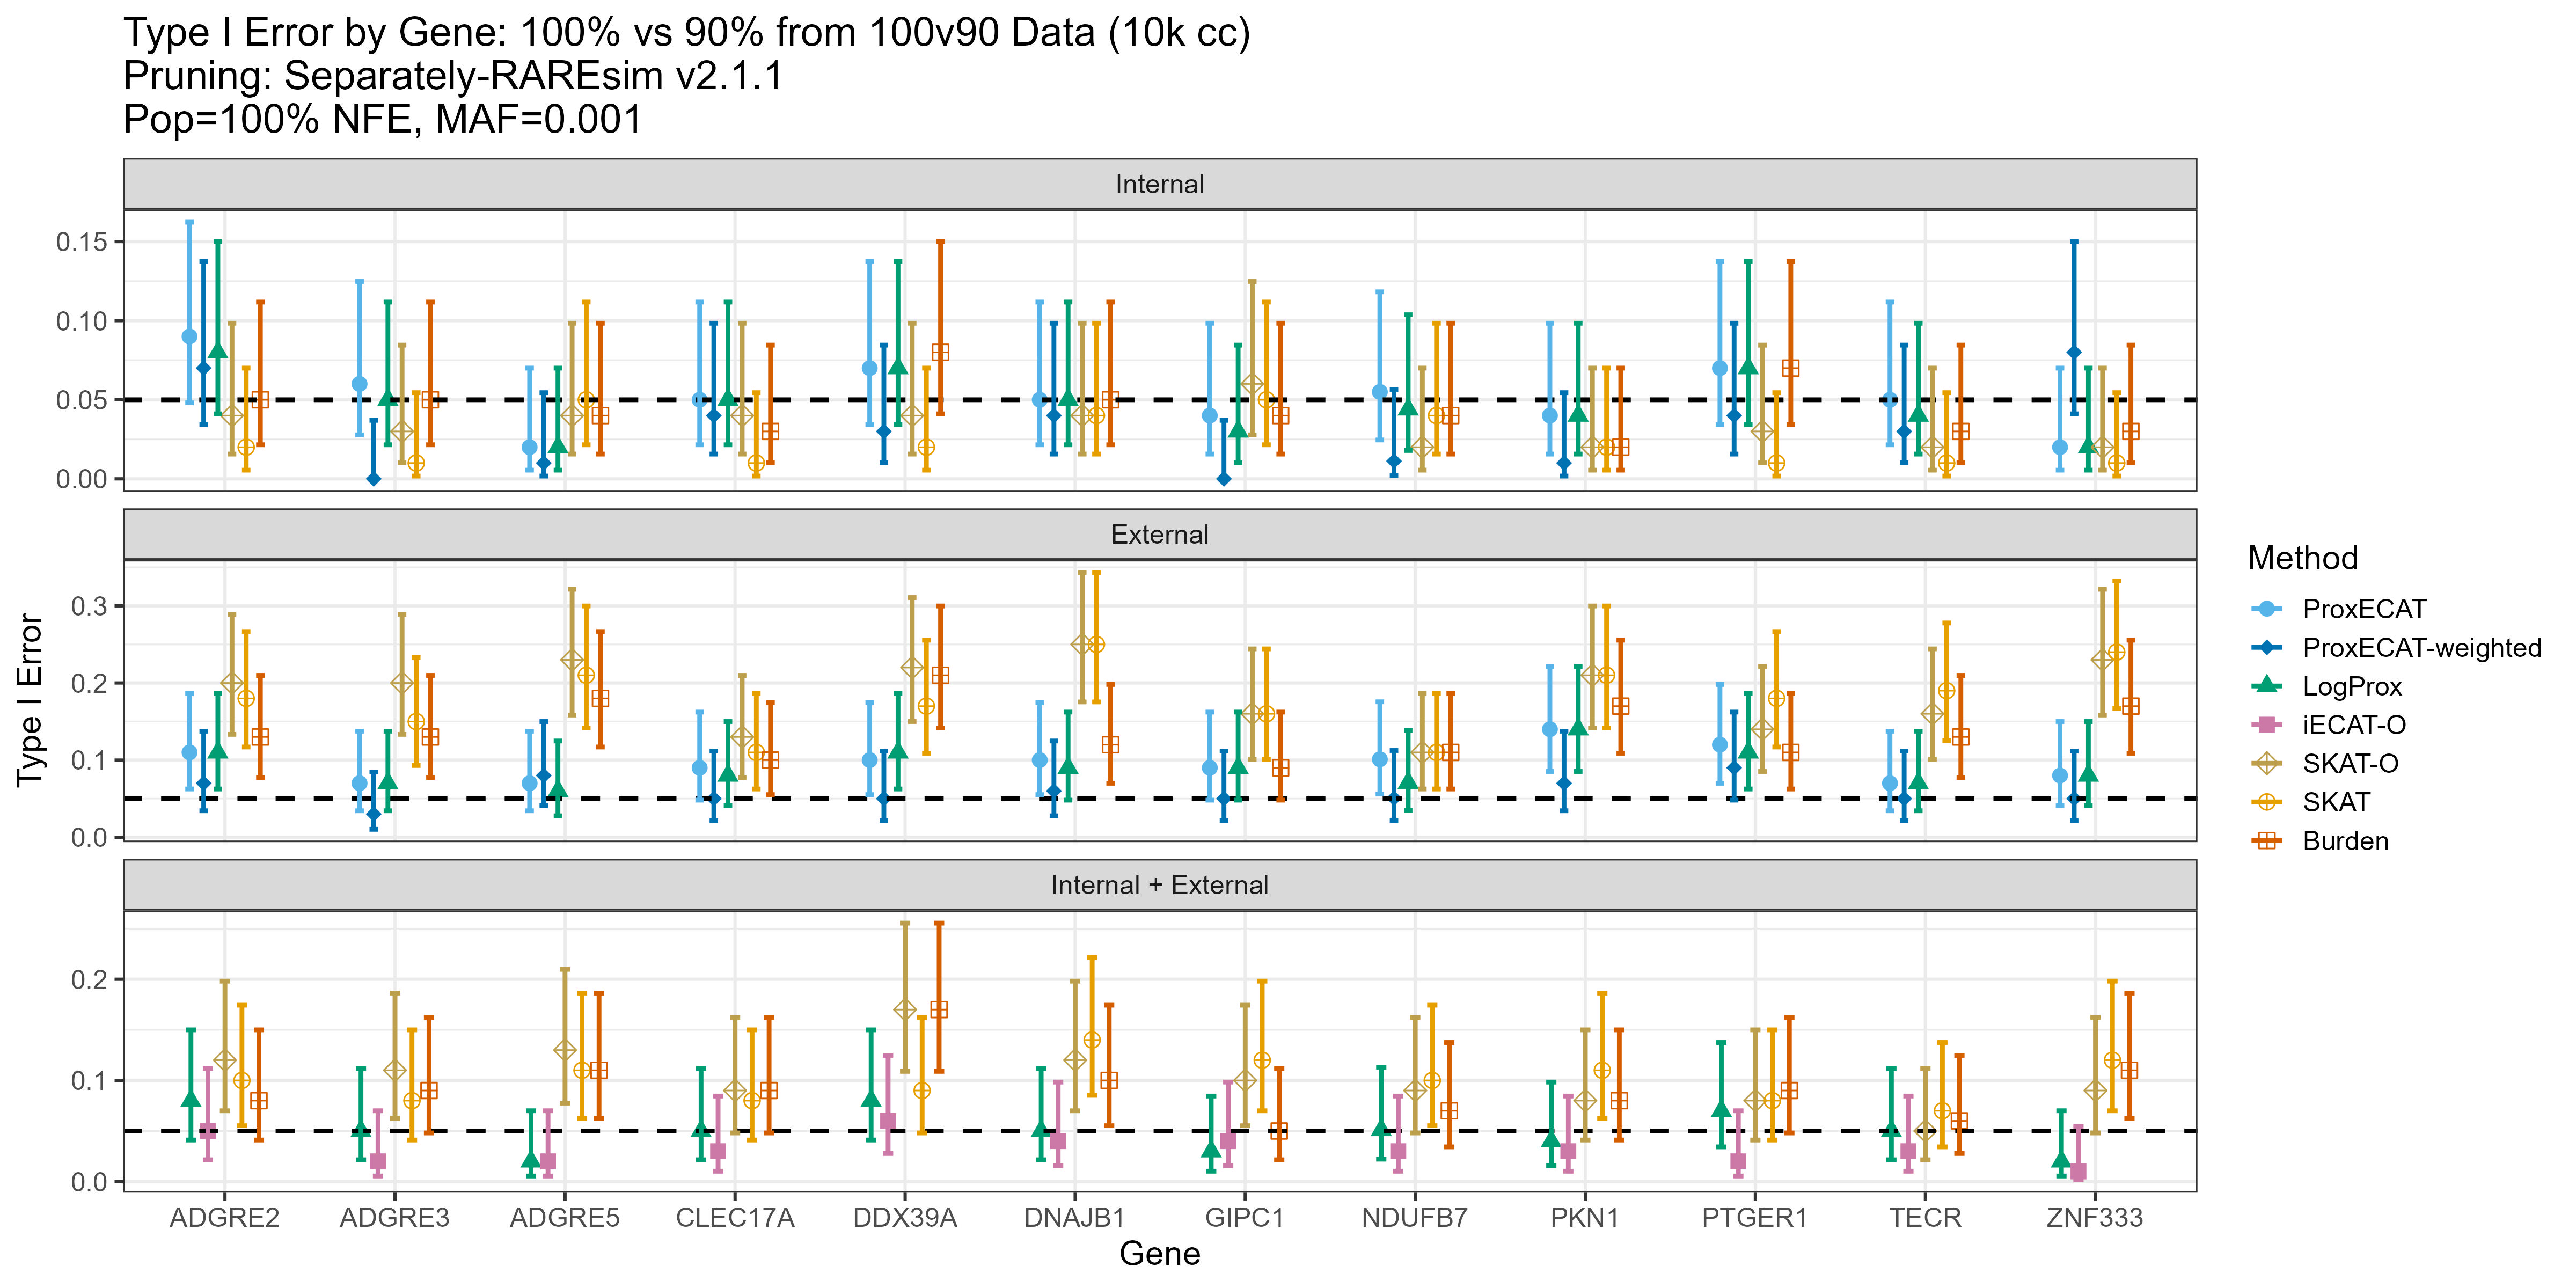 Type I Error by Gene: 100% vs 90% from 100v90 Data (10k cc)
Pruning: Separately-RAREsim v2.1.1
Pop=100% NFE, MAF=0.001
Internal
0.15
0.10
0.05
0.00
External
0.3
0.2
0.1
0.0
Internal + External
0.2
0.1
0.0
Type I Error
ADGRE2 ADGRE3 ADGRE5 CLEC17A DDX39A DNAJB1 GIPC1 NDUFB7 PKN1 PTGER1 TECR ZNF333
Gene
Method
ProxECAT
ProxECAT-weighted
LogProx
iECAT-O
SKAT-O
SKAT
Burden